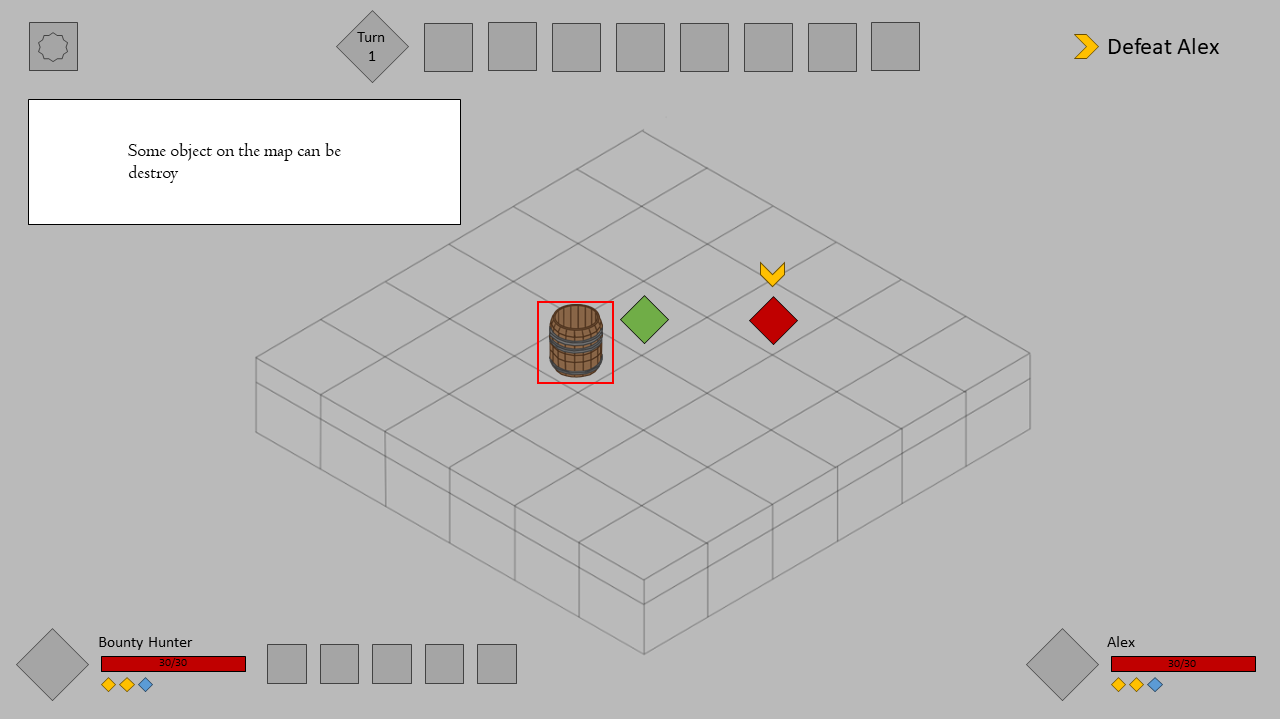 Turn
1
Defeat Alex
Some object on the map can be
destroy
Bounty Hunter
30/30
Alex
30/30